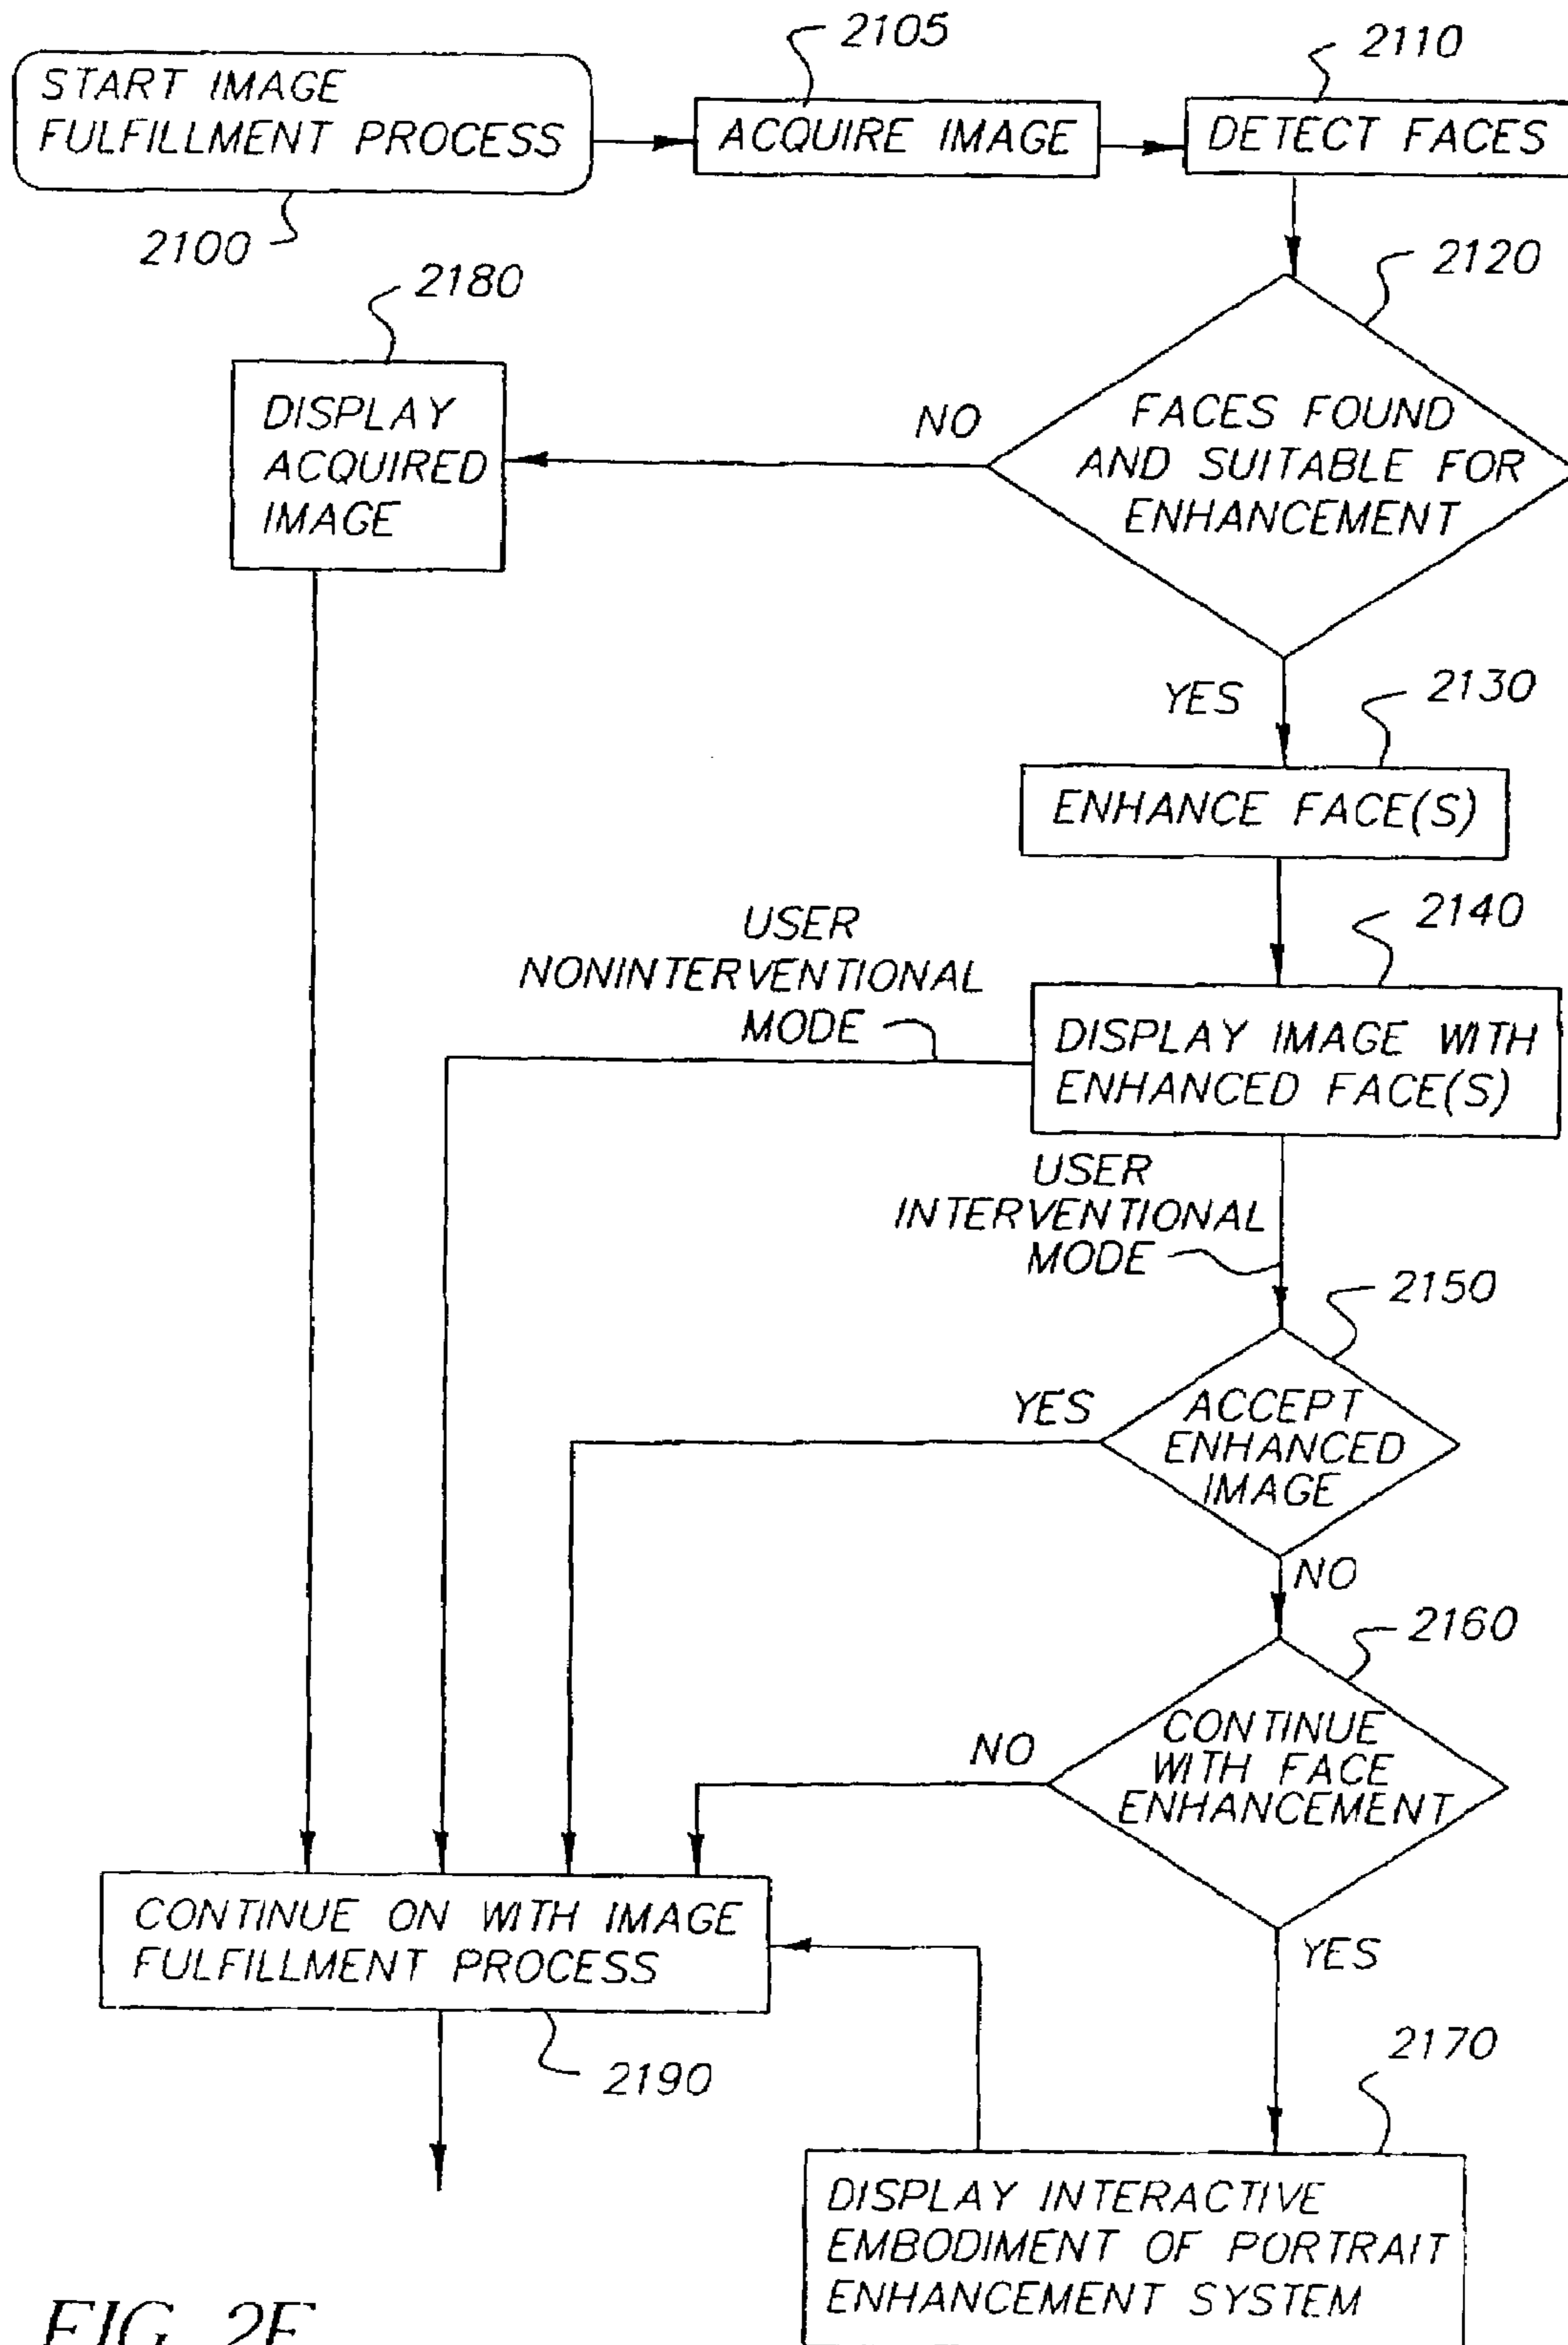 2105
2110
START IMAGE
FULFILLMENT PROCESS
ACQUIRE IMAGE
DETECT FACES
2100
2180
2120
DISPLAY
ACQUIRED
IMAGE
NO
FACES FOUND
AND SUITABLE FOR
ENHANCEMENT
YES
2130
ENHANCE FACE(S)
2140
USER
NONINTERVENTIONAL
MODE
DISPLAY IMAGE WITH
ENHANCED FACE(S)
USER
INTERVENTIONAL
MODE
2150
YES
ACCEPT
ENHANCED
IMAGE
NO
2160
NO
CONTINUE
WITH FACE
ENHANCEMENT
CONTINUE ON WITH IMAGE
FULFILLMENT PROCESS
YES
2190
2170
DISPLAY INTERACTIVE
EMBODIMENT OF PORTRAIT
ENHANCEMENT SYSTEM
FIG.